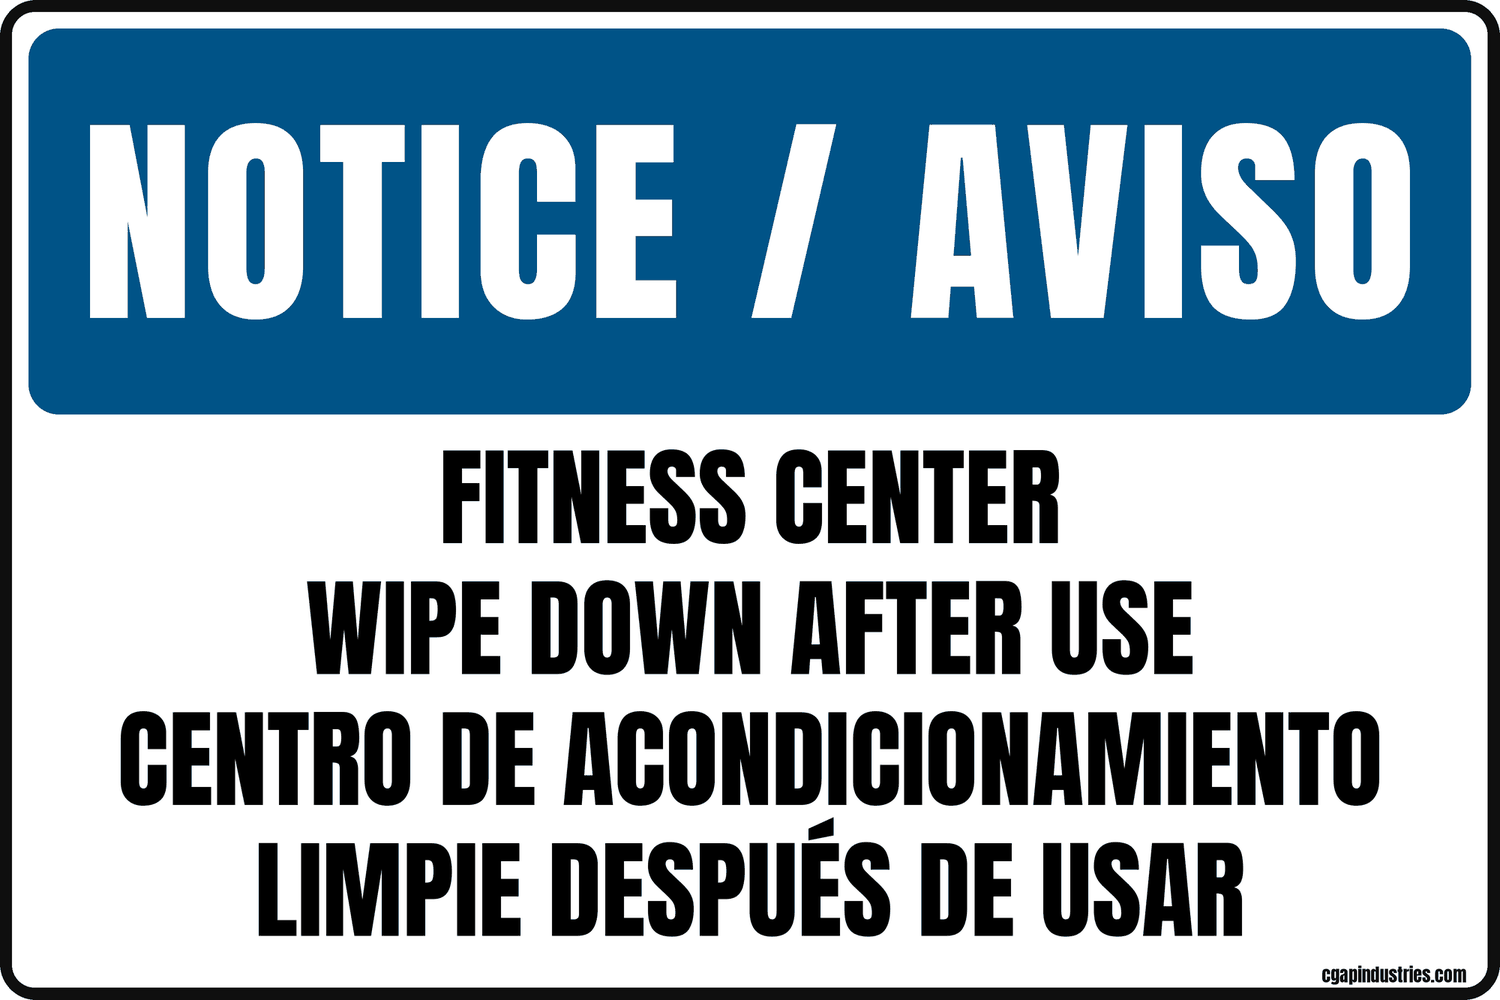 NOTICE / AVISO
FITNESS CENTER
WIPE DOWN AFTER USE
CENTRO DE ACONDICIONAMIENTO
LIMPIE DESPUÉS DE USAR
cgapindustries.com